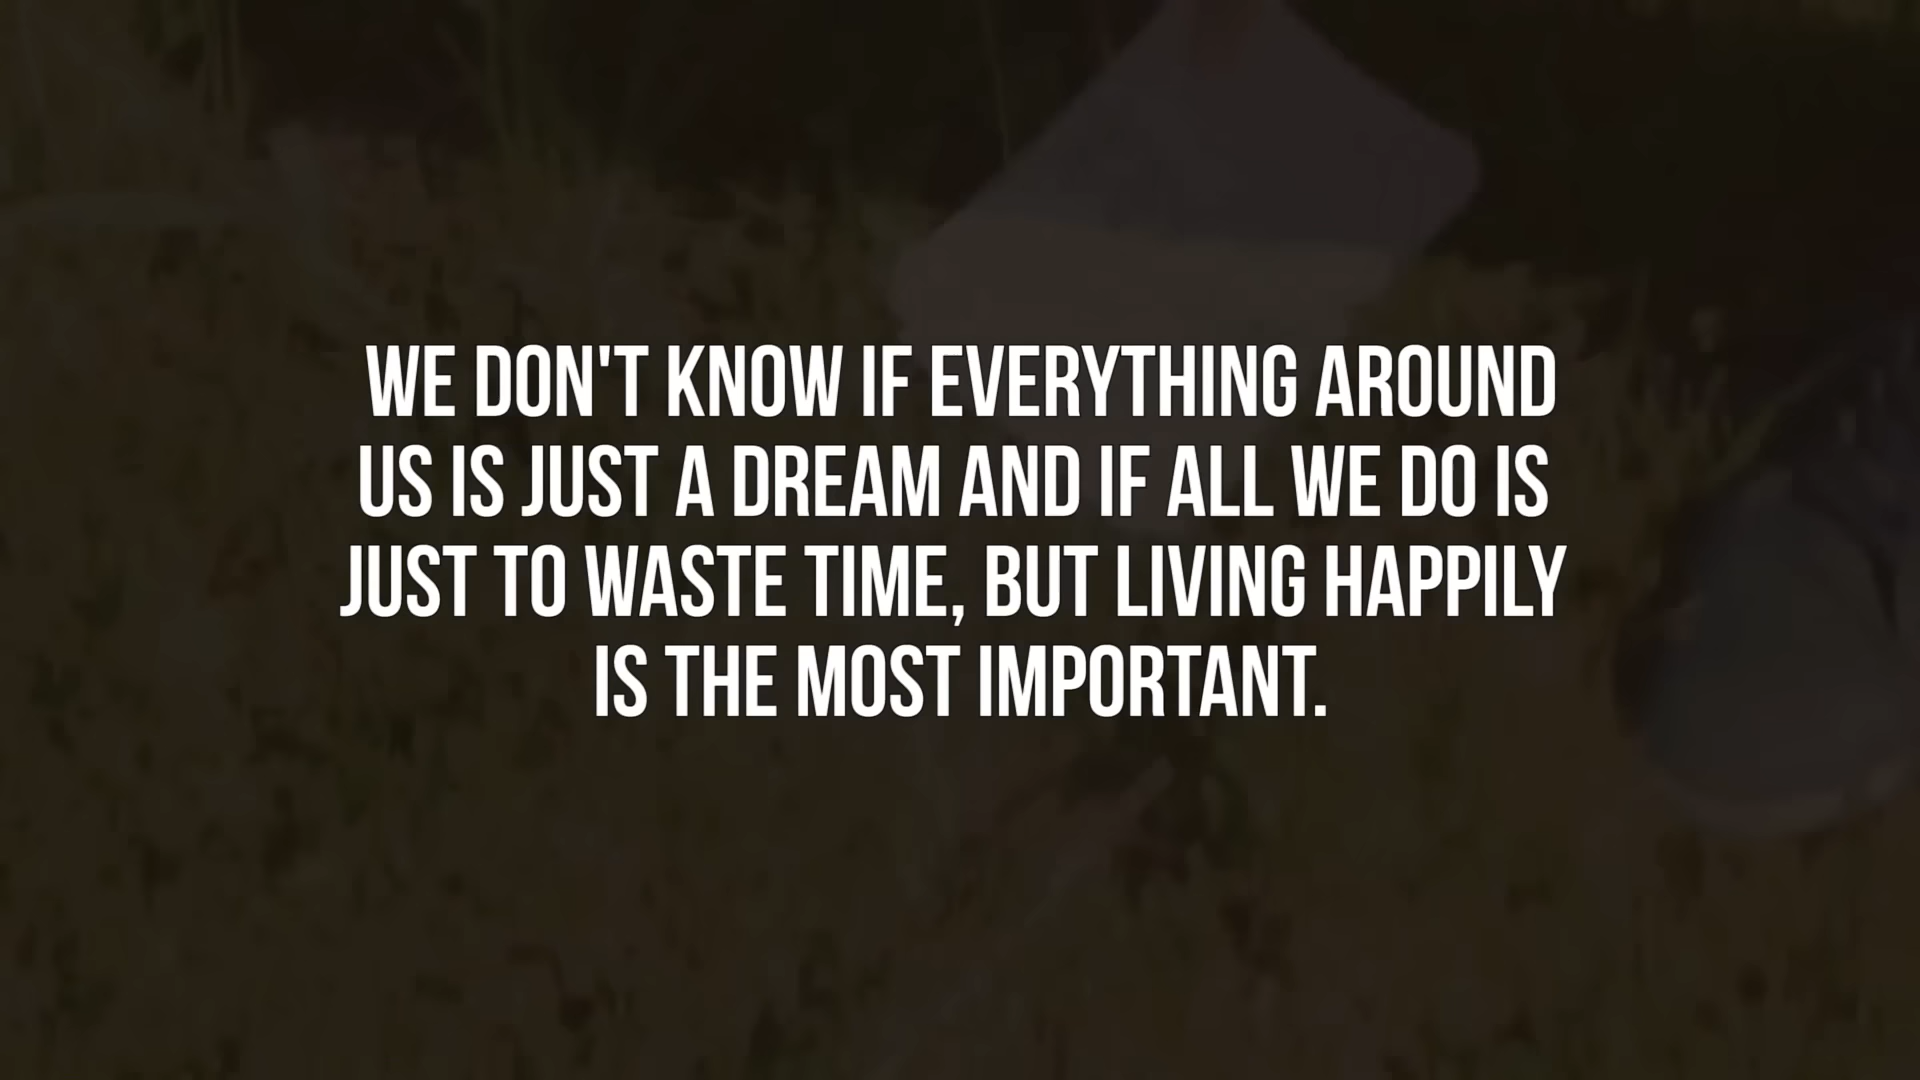 WE DON'T KNOW IF EVERYTHING AROUND
US IS JUST A DREAM AND IF ALL WE DO IS
JUST TO WASTE TIME, BUT LIVING HAPPILY
IS THE MOST IMPORTANT.